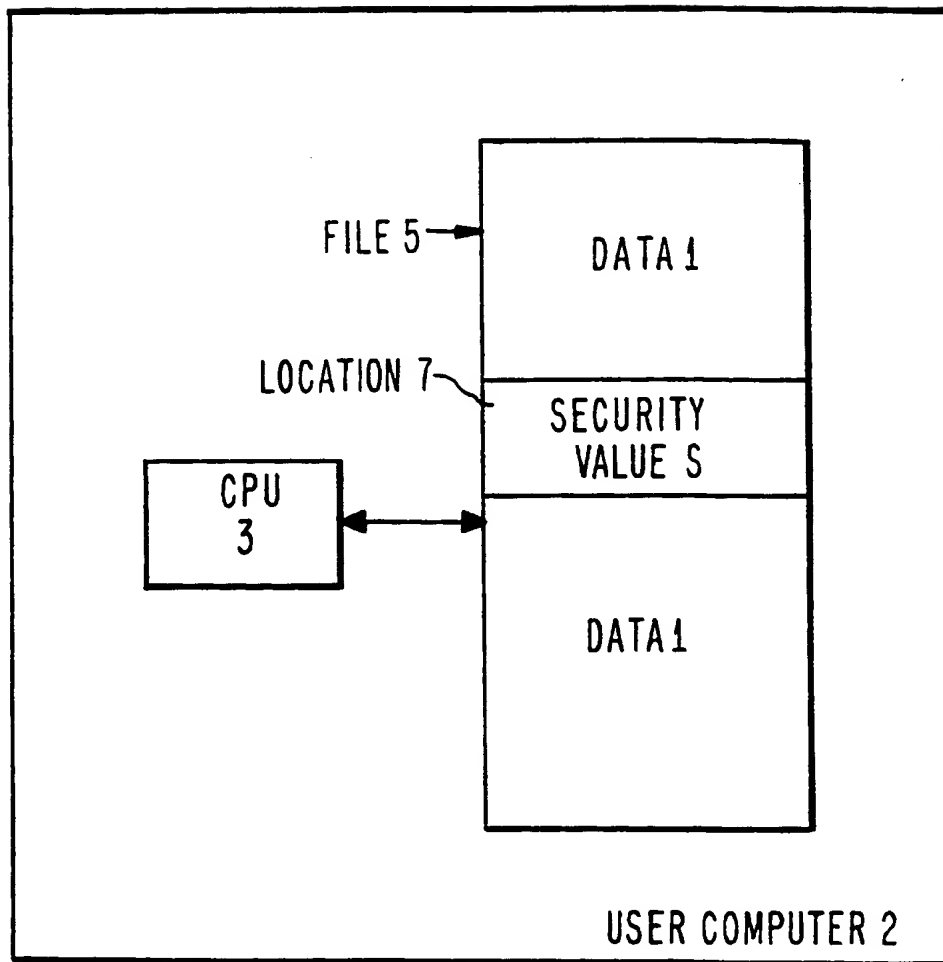 DATA 1
FILE 5
LOCATION 7
SECURITY
VALUE S
CPU
3
DATA 1
USER COMPUTER 2